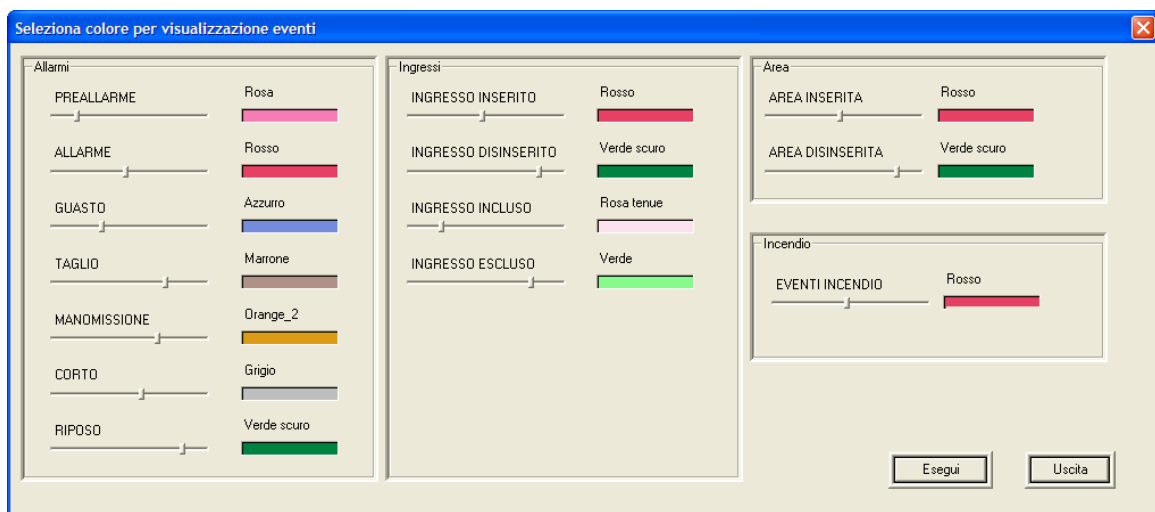 Seleziona colore per visualizzazione eventi
Allarmi
PREALLARME Rosa
ALLARME Rosso
GUASTO Azzurro
TAGLIO Marrone
MANOMISSIONE Orange_2
CORTO Grigio
RIPOSO Verde scuro
Ingressi
INGRESSO INSERITO Rosso
INGRESSO DISINSERITO Verde scuro
INGRESSO INCLUSO Rosa tenue
INGRESSO ESCLUSO Verde
Area
AREA INSERITA Rosso
AREA DISINSERITA Verde scuro
Incendio
EVENTI INCENDIO Rosso
Esegui Uscita